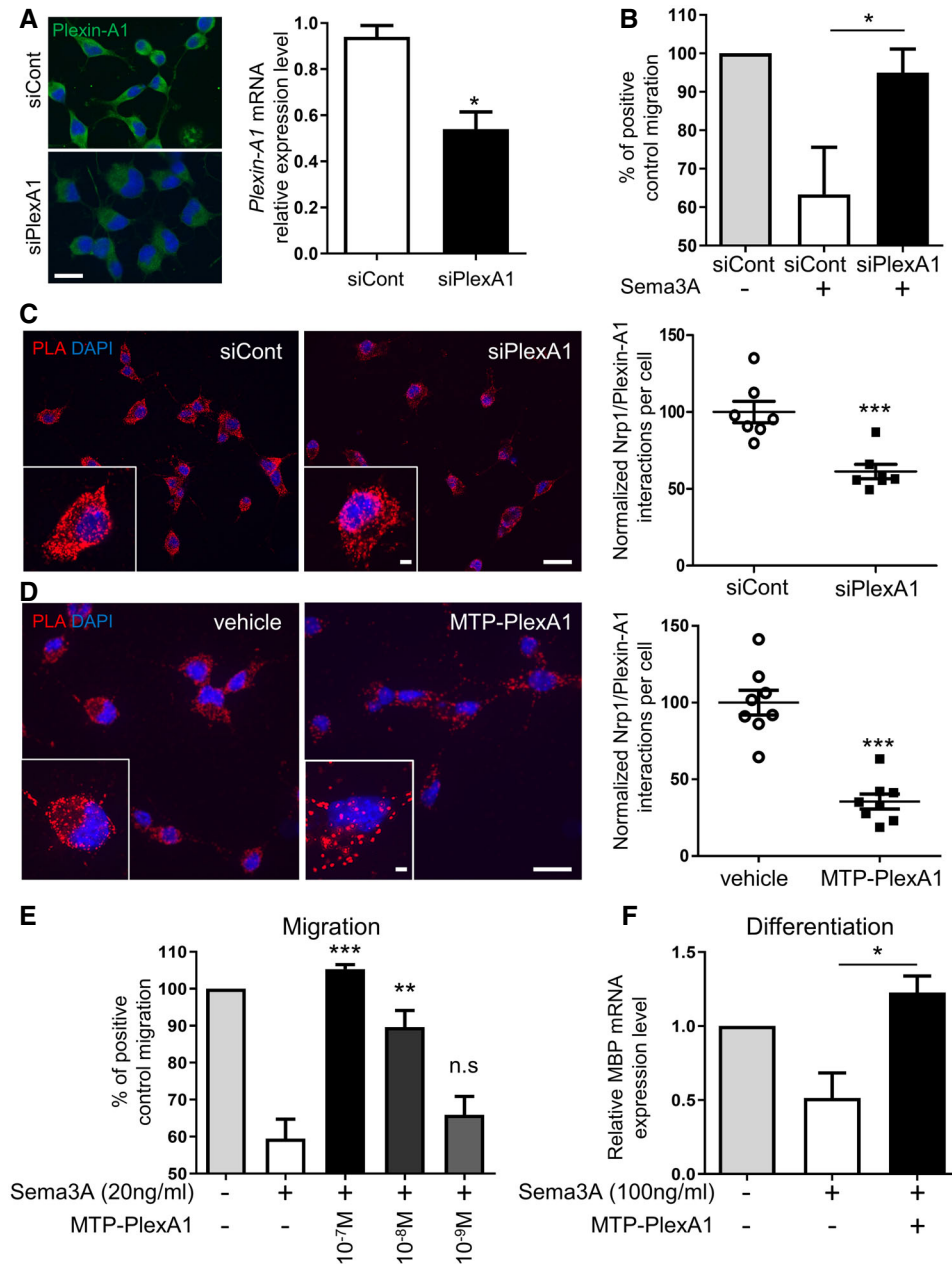 A
Plexin-A1
siCont
siPlexA1
Plexin-A1 mRNA
relative expression level
1.0
0.8
0.6
0.4
0.2
0.0
*
siCont
siPlexA1
B
% of positive
control migration
100
90
80
70
60
50
*
siCont siCont siPlexA1
Sema3A - + +
C
PLA DAPI
siCont
siPlexA1
Normalized Nrp1/Plexin-A1
interactions per cell
150
100
50
0
***
siCont
siPlexA1
D
PLA DAPI
vehicle
MTP-PlexA1
Normalized Nrp1/Plexin-A1
interactions per cell
150
100
50
0
***
vehicle
MTP-PlexA1
E
Migration
% of positive
control migration
110
100
90
80
70
60
50
***
**
n.s
Sema3A (20ng/ml) - + + + +
MTP-PlexA1 - - 10⁻⁷M 10⁻⁸M 10⁻⁹M
F
Differentiation
Relative MBP mRNA
expression level
1.5
1.0
0.5
0.0
*
Sema3A (100ng/ml) - + +
MTP-PlexA1 - - +